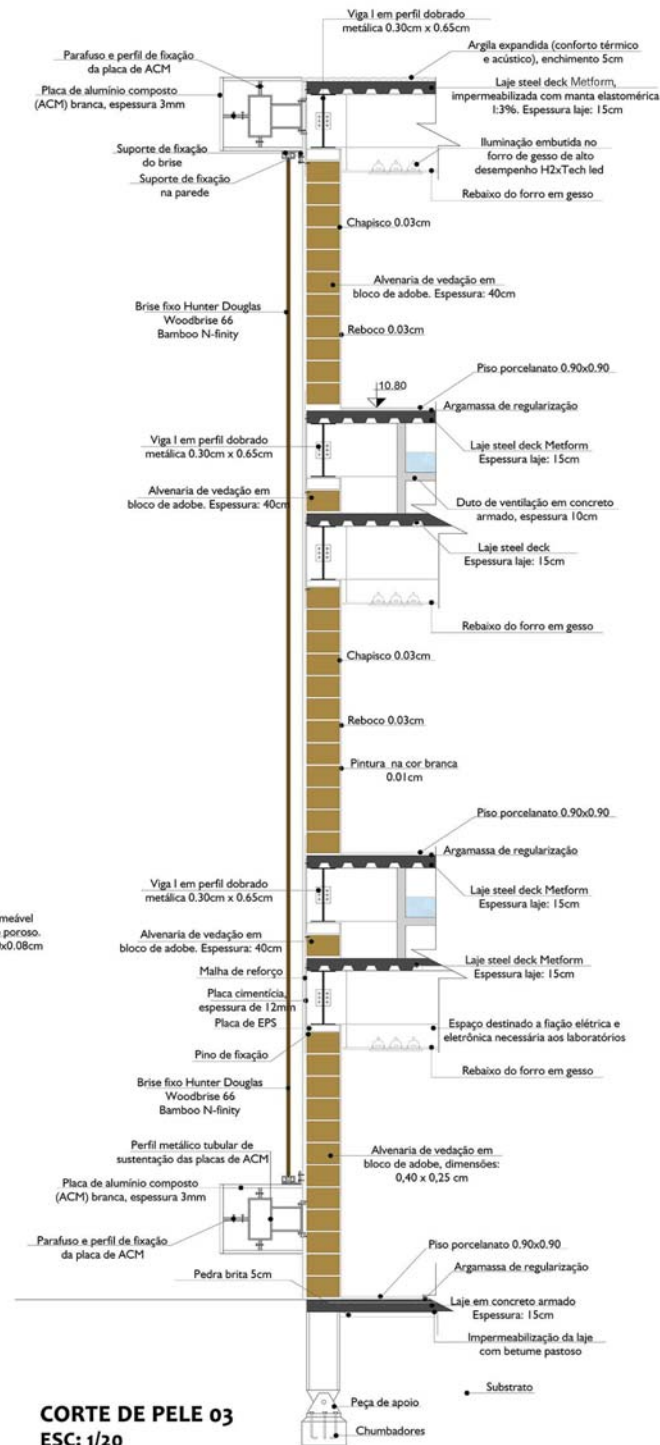 Viga I em perfil dobrado
metálica 0.30cm x 0.65cm
Parafuso e perfil de fixação
da placa de ACM
Argila expandida (conforto térmico
e acústico), enchimento 5cm
Placa de alumínio composto
(ACM) branca, espessura 3mm
Laje steel deck Metform,
impermeabilizada com manta elastomérica
I:3%. Espessura laje: 15cm
Suporte de fixação
do brise
Iluminação embutida no
forro de gesso de alto
desempenho H2xTech led
Suporte de fixação
na parede
Rebaixo do forro em gesso
Chapisco 0.03cm
Alvenaria de vedação em
bloco de adobe. Espessura: 40cm
Brise fixo Hunter Douglas
Woodbrise 66
Bamboo N-finity
Reboco 0.03cm
Piso porcelanato 0.90x0.90
10.80
Argamassa de regularização
Viga I em perfil dobrado
metálica 0.30cm x 0.65cm
Laje steel deck Metform
Espessura laje: 15cm
Alvenaria de vedação em
bloco de adobe. Espessura: 40cm
Duto de ventilação em concreto
armado, espessura 10cm
Laje steel deck
Espessura laje: 15cm
Rebaixo do forro em gesso
Chapisco 0.03cm
Reboco 0.03cm
Pintura na cor branca
0.01cm
Piso porcelanato 0.90x0.90
Argamassa de regularização
Viga I em perfil dobrado
metálica 0.30cm x 0.65cm
Laje steel deck Metform
Espessura laje: 15cm
meável
poroso.
x0.08cm
Alvenaria de vedação em
bloco de adobe. Espessura: 40cm
Laje steel deck Metform
Espessura laje: 15cm
Malha de reforço
Placa cimentícia,
espessura de 12mm
Placa de EPS
Espaço destinado a fiação elétrica e
eletrônica necessária aos laboratórios
Pino de fixação
Rebaixo do forro em gesso
Brise fixo Hunter Douglas
Woodbrise 66
Bamboo N-finity
Perfil metálico tubular de
sustentação das placas de ACM
Alvenaria de vedação em
bloco de adobe, dimensões:
0,40 x 0,25 cm
Placa de alumínio composto
(ACM) branca, espessura 3mm
Parafuso e perfil de fixação
da placa de ACM
Piso porcelanato 0.90x0.90
Pedra brita 5cm
Argamassa de regularização
Laje em concreto armado
Espessura: 15cm
Impermeabilização da laje
com betume pastoso
Substrato
Peça de apoio
Chumbadores
CORTE DE PELE 03
ESC: 1/20